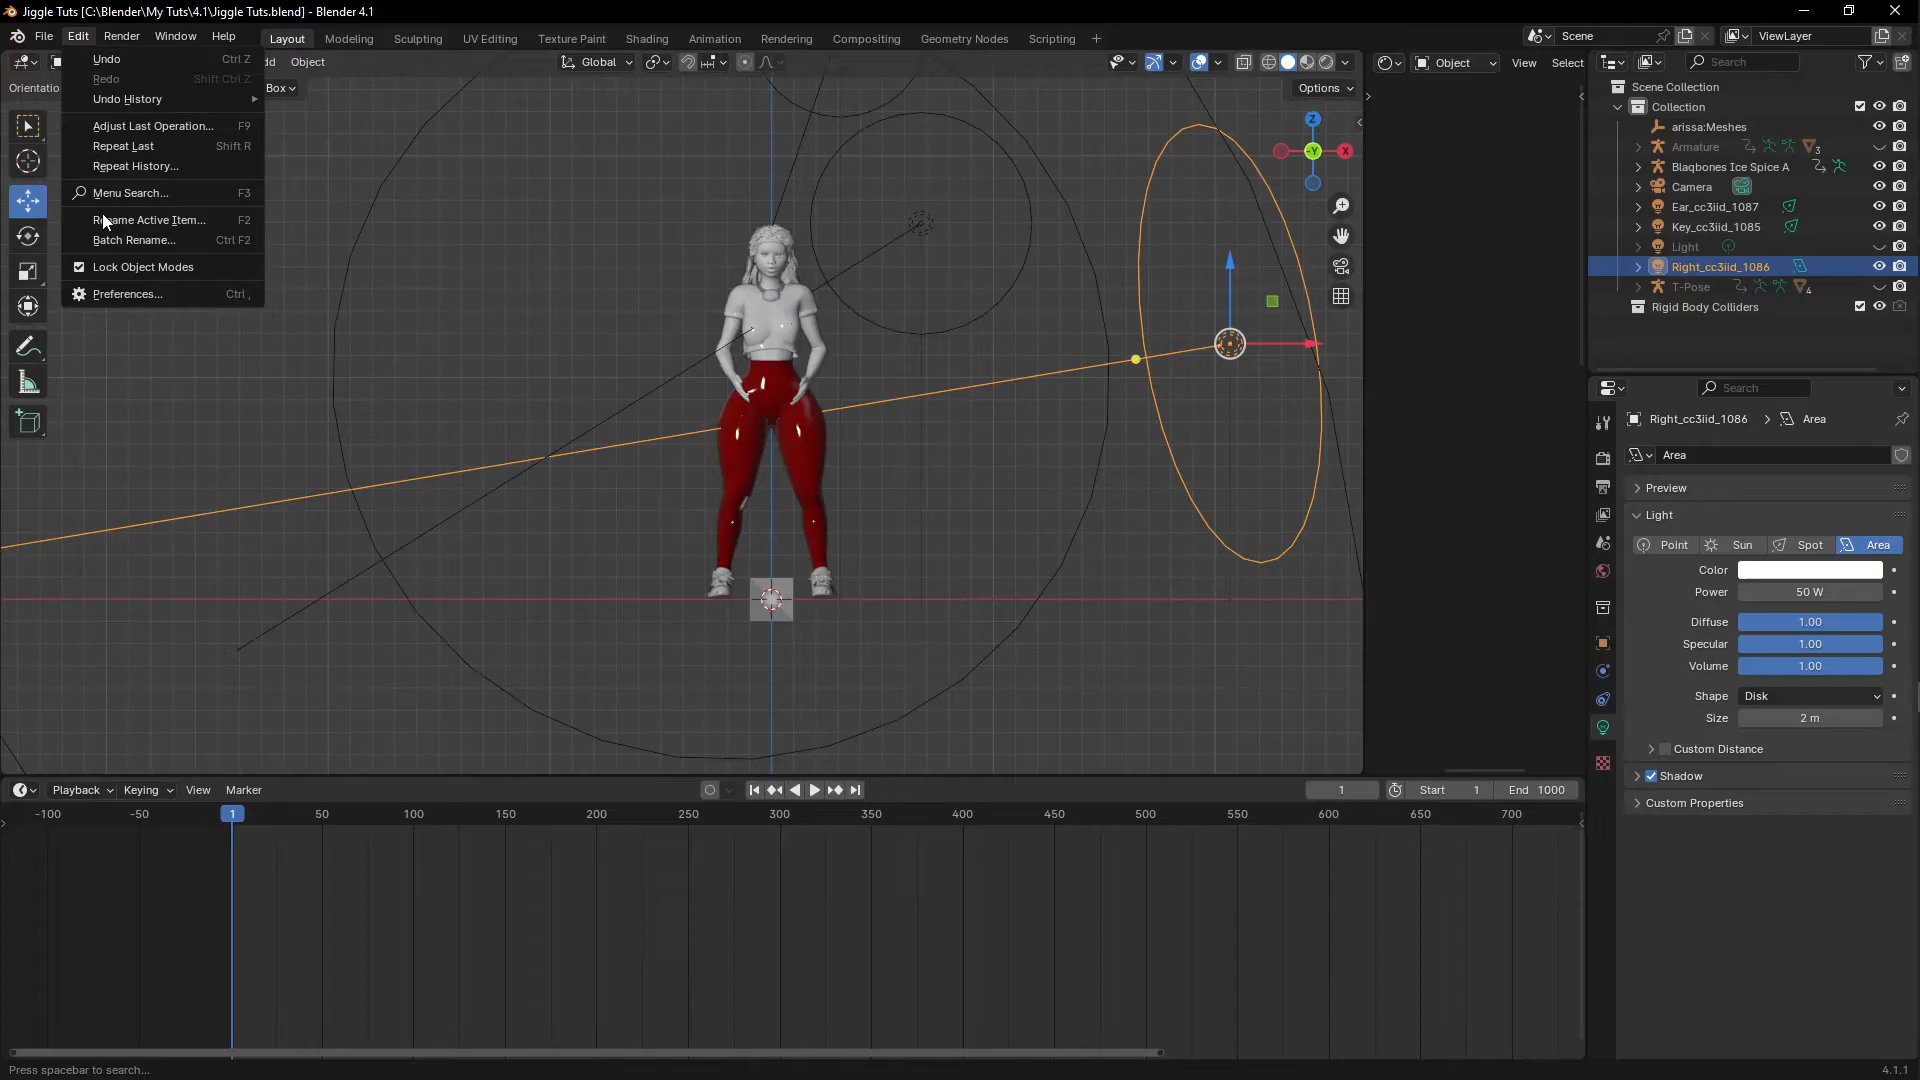 Jiggle Tuts [C:\Blender\My Tuts\4.1\Jiggle Tuts.blend] - Blender 4.1
File Edit Render Window Help Layout Modeling Sculpting UV Editing Texture Paint Shading Animation Rendering Compositing Geometry Nodes Scripting + Scene ViewLayer
dd Object Global Object View Select Search
Orientatio Box Options
Undo Ctrl Z
Redo Shift Ctrl Z
Undo History
Adjust Last Operation... F9
Repeat Last Shift R
Repeat History...
Menu Search... F3
Rename Active Item... F2
Batch Rename... Ctrl F2
Lock Object Modes
Preferences... Ctrl ,
Z
-Y
X
Scene Collection
Collection
arissa:Meshes
Armature 3
Blaqbones Ice Spice A
Camera
Ear_cc3iid_1087
Key_cc3iid_1085
Light
Right_cc3iid_1086
T-Pose 4
Rigid Body Colliders
Search
Right_cc3iid_1086 > Area
Area
Preview
Light
Point Sun Spot Area
Color
Power 50 W
Diffuse 1.00
Specular 1.00
Volume 1.00
Shape Disk
Size 2 m
Custom Distance
Shadow
Custom Properties
Playback Keying View Marker 1 Start 1 End 1000
-100 -50 1 50 100 150 200 250 300 350 400 450 500 550 600 650 700
Press spacebar to search... 4.1.1